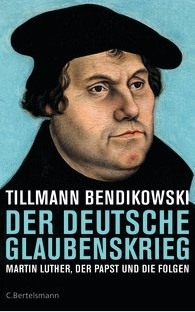 TILLMANN BENDIKOWSKI
DER DEUTSCHE
GLAUBENSKRIEG
MARTIN LUTHER, DER PAPST UND DIE FOLGEN
C. Bertelsmann